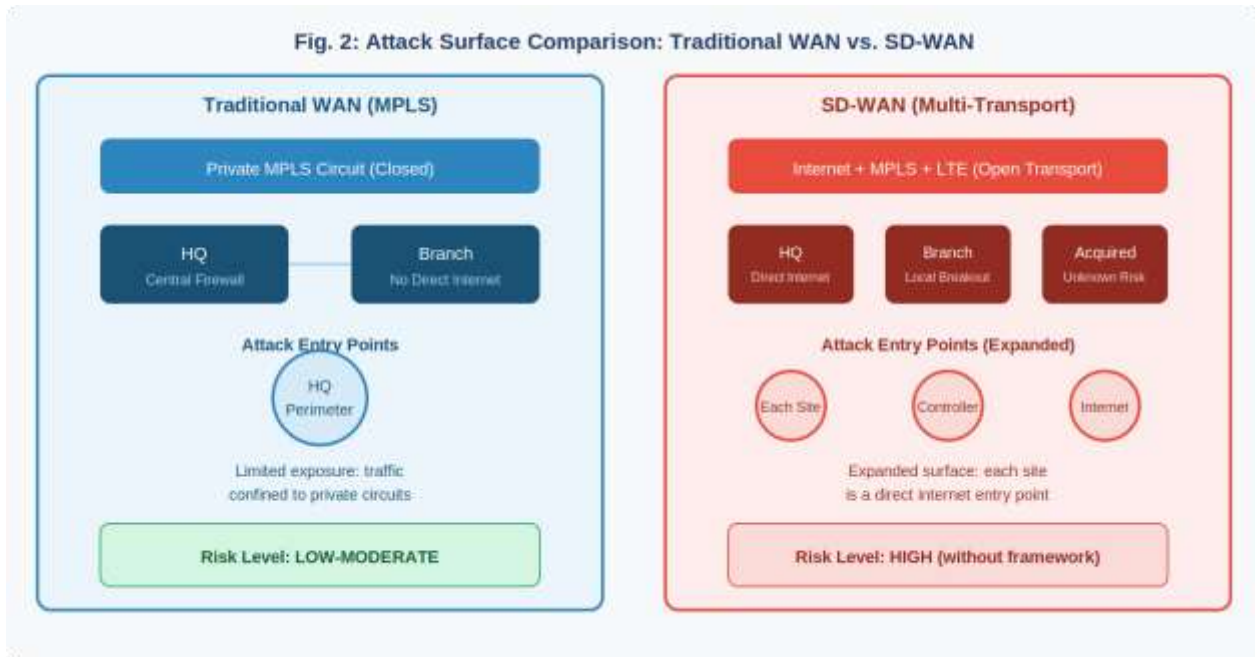 Fig. 2: Attack Surface Comparison: Traditional WAN vs. SD-WAN
Traditional WAN (MPLS)
Private MPLS Circuit (Closed)
HQ
Central Firewall
Branch
No Direct Internet
Attack Entry Points
HQ
Perimeter
Limited exposure: traffic
confined to private circuits
Risk Level: LOW-MODERATE
SD-WAN (Multi-Transport)
Internet + MPLS + LTE (Open Transport)
HQ
Direct Internet
Branch
Local Breakout
Acquired
Unknown Risk
Attack Entry Points (Expanded)
Each Site
Controller
Internet
Expanded surface: each site
is a direct internet entry point
Risk Level: HIGH (without framework)